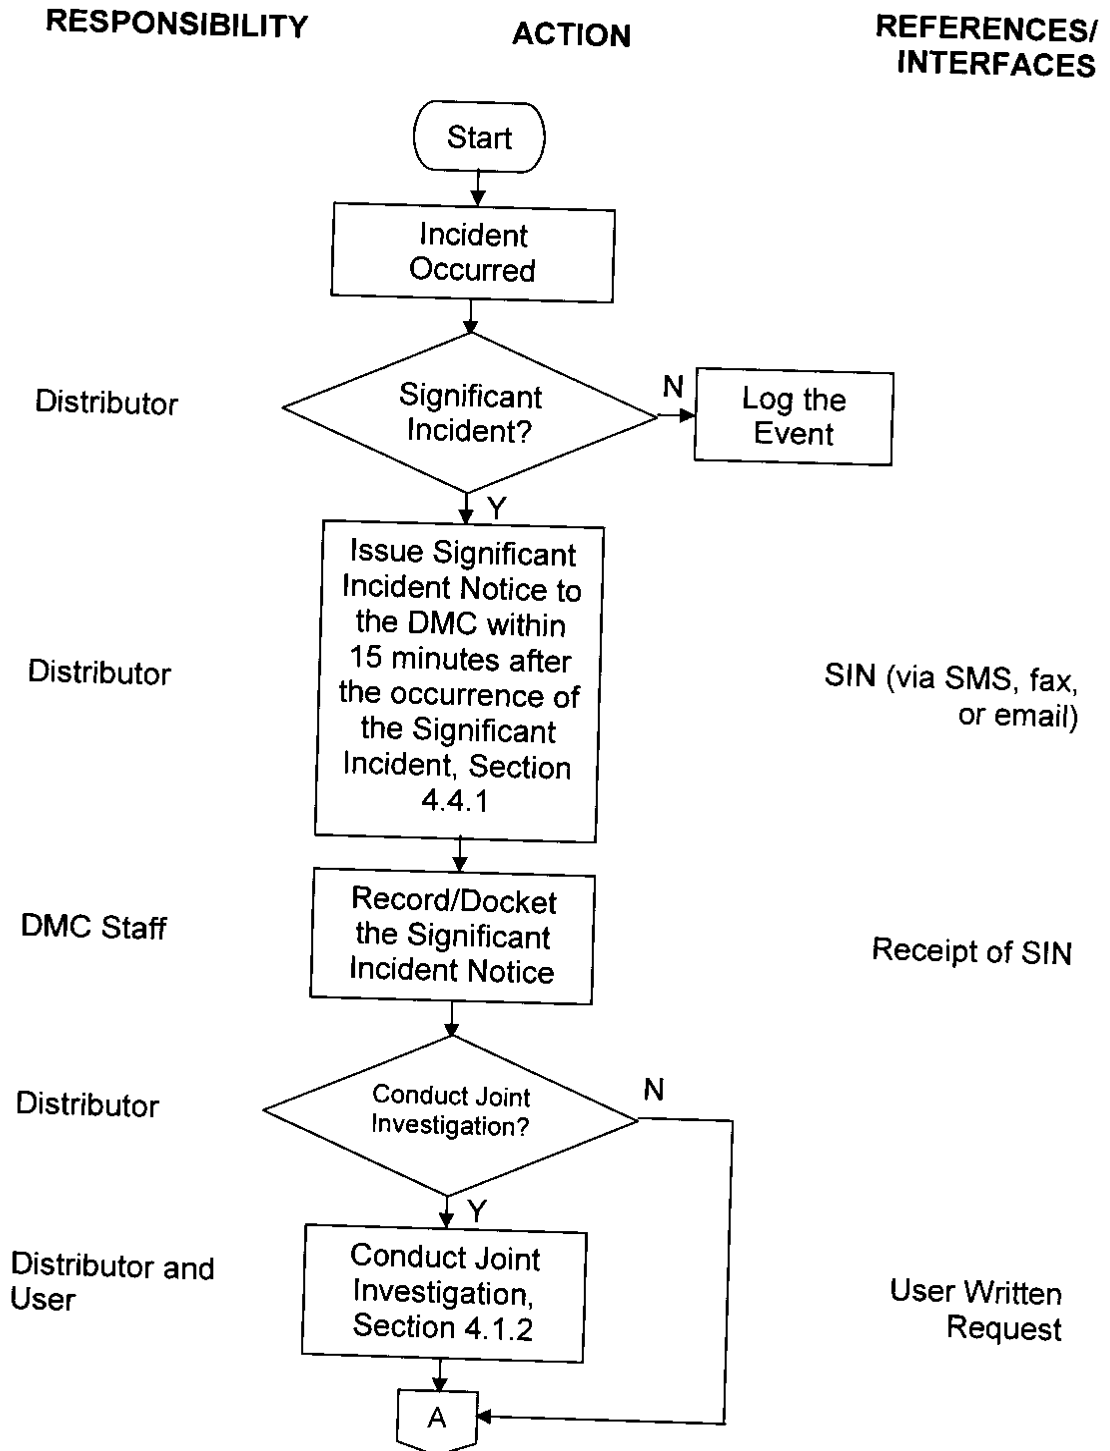 RESPONSIBILITY
ACTION
REFERENCES/
INTERFACES
Start
Incident
Occurred
Distributor
Significant
Incident?
N
Log the
Event
Y
Distributor
Issue Significant
Incident Notice to
the DMC within
15 minutes after
the occurrence of
the Significant
Incident, Section
4.4.1
SIN (via SMS, fax,
or email)
DMC Staff
Record/Docket
the Significant
Incident Notice
Receipt of SIN
Distributor
Conduct Joint
Investigation?
N
Y
Distributor and
User
Conduct Joint
Investigation,
Section 4.1.2
User Written
Request
A